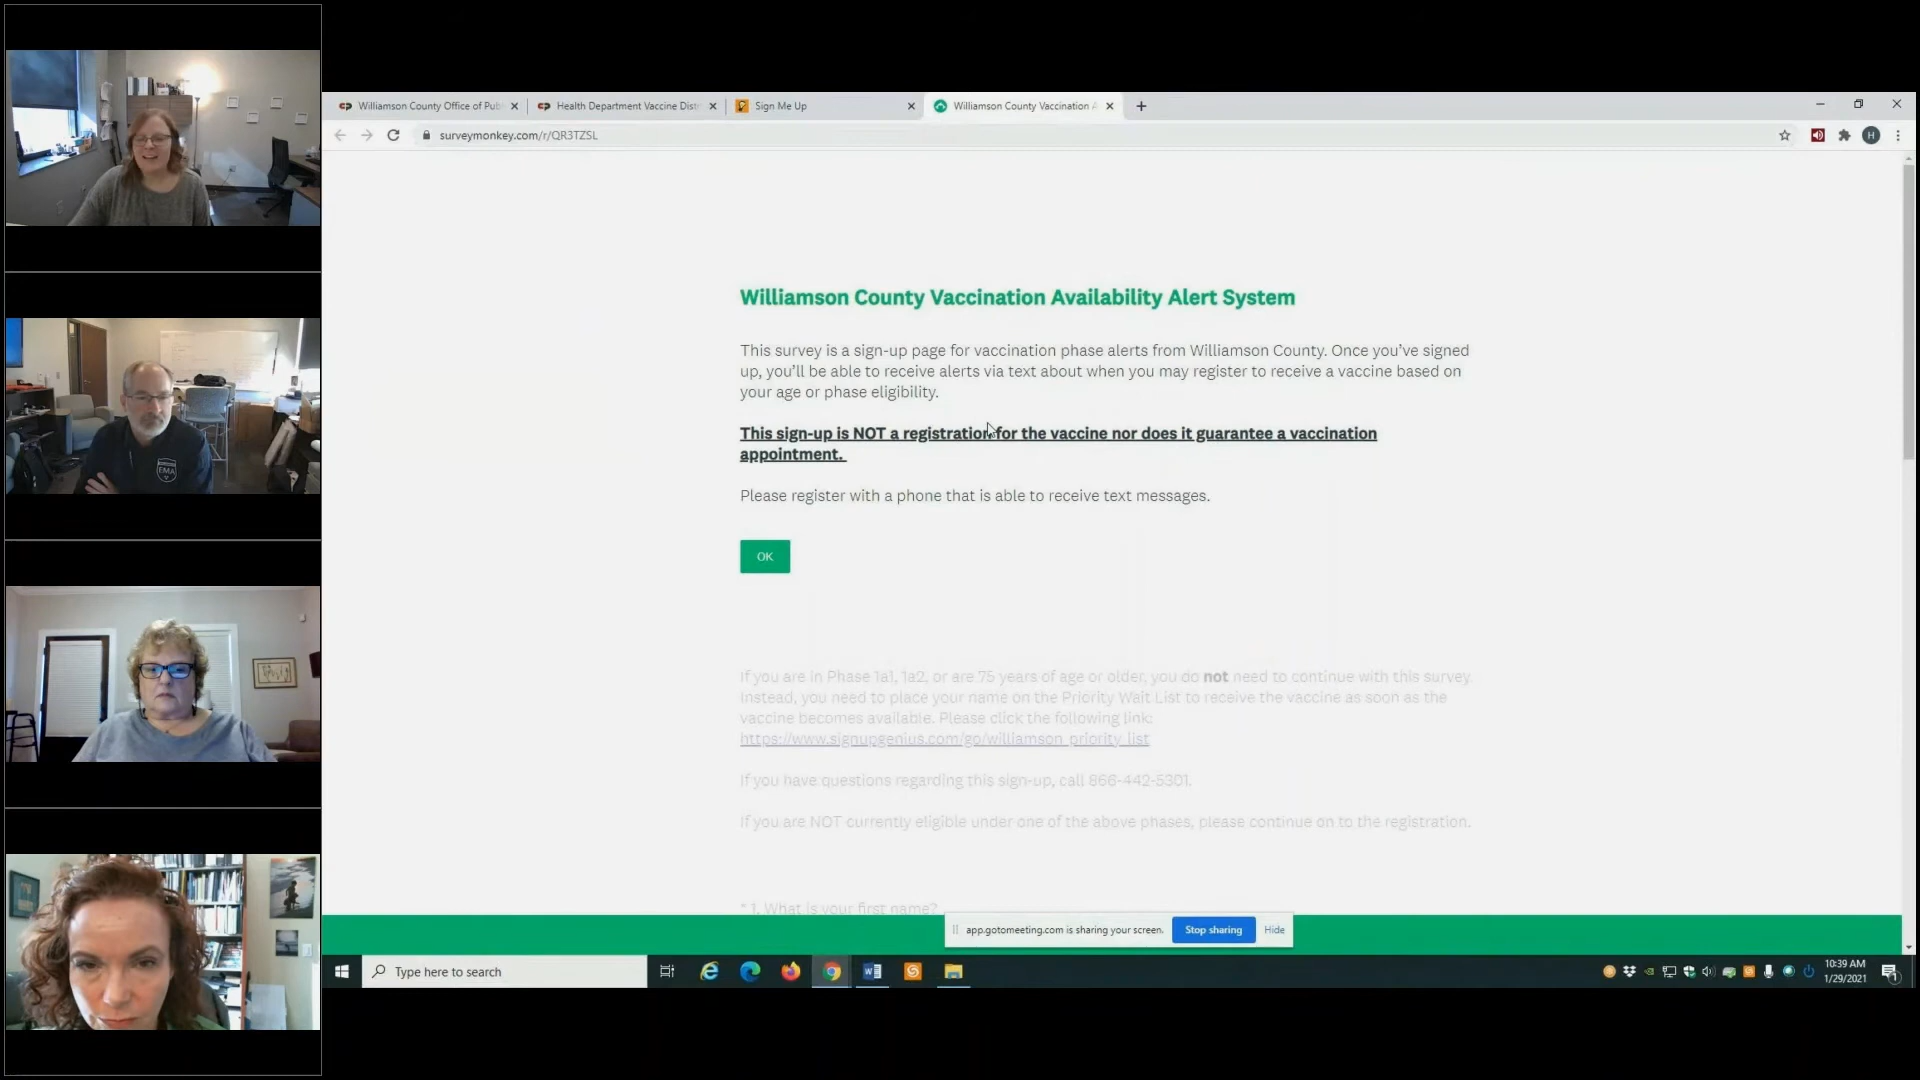 EMA
Williamson County Office of Pub
Health Department Vaccine Dist
Sign Me Up
Williamson County Vaccination A
surveymonkey.com/r/QR3TZSL
H
Williamson County Vaccination Availability Alert System
This survey is a sign-up page for vaccination phase alerts from Williamson County. Once you've signed
up, you'll be able to receive alerts via text about when you may register to receive a vaccine based on
your age or phase eligibility.
This sign-up is NOT a registration for the vaccine nor does it guarantee a vaccination
appointment.
Please register with a phone that is able to receive text messages.
OK
If you are in Phase 1a1, 1a2, or are 75 years of age or older, you do not need to continue with this survey.
Instead, you need to place your name on the Priority Wait List to receive the vaccine as soon as the
vaccine becomes available. Please click the following link:
https://www.signupgenius.com/go/williamson_priority_list
If you have questions regarding this sign-up, call 866-442-5301.
If you are NOT currently eligible under one of the above phases, please continue on to the registration.
* 1. What is your first name?
app.gotomeeting.com is sharing your screen.
Stop sharing
Hide
Type here to search
10:39 AM
1/29/2021